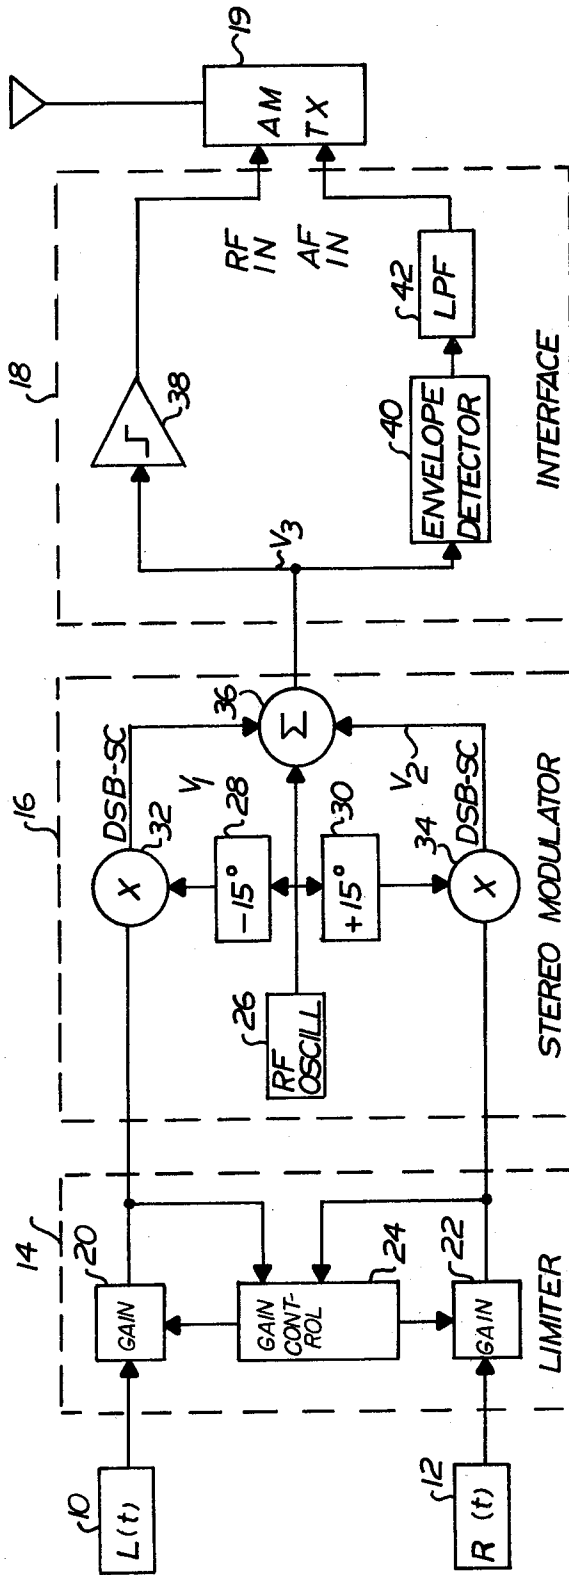 10
L(t)
12
R (t)
14
20
GAIN
GAIN
CONT-
ROL
24
22
GAIN
LIMITER
16
26
RF
OSCILL
DSB-SC
32
X
V1
28
-15°
30
+15°
34
X
DSB-SC
V2
36
Σ
STEREO MODULATOR
18
V3
38
40
ENVELOPE
DETECTOR
42
LPF
RF
IN
AF
IN
INTERFACE
19
AM
TX